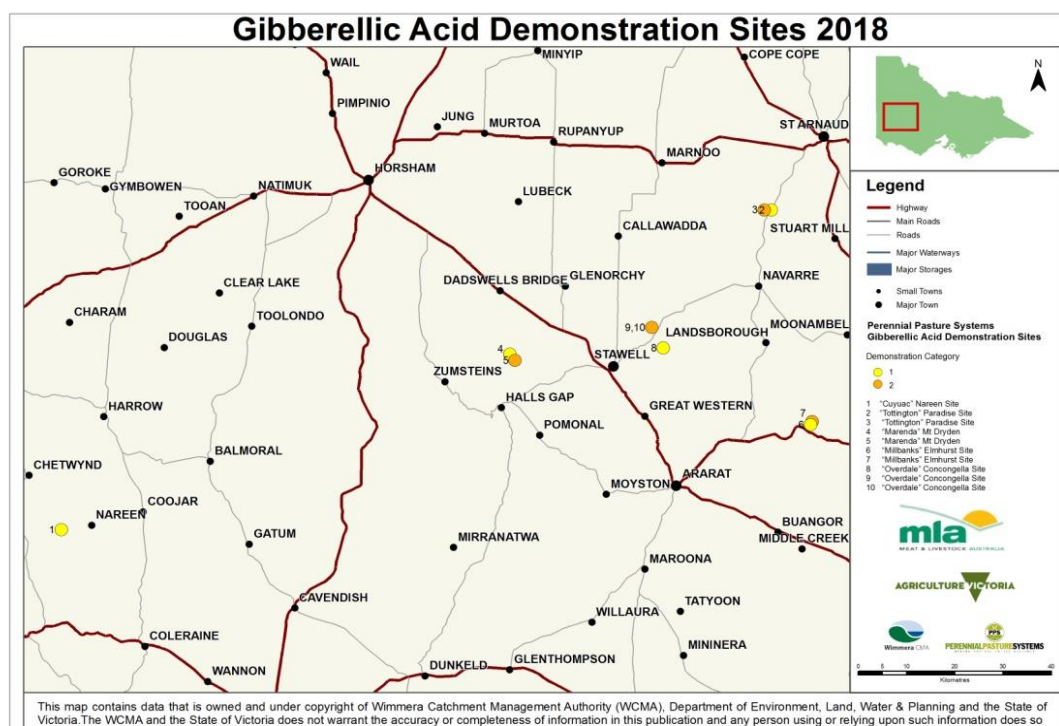 Gibberellic Acid Demonstration Sites 2018
WAIL
MINYIP
COPE COPE
PIMPINIO
JUNG
MURTOA
RUPANYUP
ST ARNAUD
MARNOO
HORSHAM
GOROKE
GYMBOWEN
NATIMUK
TOOAN
LUBECK
3 2
CALLAWADDA
STUART MILL
CLEAR LAKE
DADSWELLS BRIDGE
GLENORCHY
NAVARRE
CHARAM
TOOLONDO
DOUGLAS
9,10
LANDSBOROUGH
MOONAMBEL
8
4
5
STAWELL
ZUMSTEINS
HALLS GAP
HARROW
GREAT WESTERN
7
POMONAL
BALMORAL
CHETWYND
ARARAT
MOYSTON
COOJAR
NAREEN
1
GATUM
MIRRANATWA
BUANGOR
MIDDLE CREEK
MAROONA
CAVENDISH
WILLAURA
TATYOON
COLERAINE
MININERA
WANNON
DUNKELD
GLENTHOMPSON
N
Legend
Highway
Main Roads
Roads
Major Waterways
Major Storages
Small Towns
Major Town
Perennial Pasture Systems
Gibberellic Acid Demonstration Sites
Demonstration Category
1
2
1 "Cuyuac" Nareen Site
2 "Tottington" Paradise Site
3 "Tottington" Paradise Site
4 "Marenda" Mt Dryden
5 "Marenda" Mt Dryden
6 "Millbanks" Elmhurst Site
7 "Millbanks" Elmhurst Site
8 "Overdale" Concongella Site
9 "Overdale" Concongella Site
10 "Overdale" Concongella Site
mla
MEAT & LIVESTOCK AUSTRALIA
AGRICULTURE VICTORIA
Wimmera CMA
PPS
PERENNIALPASTURESYSTEMS
0 10 20 40
Kilometres
This map contains data that is owned and under copyright of Wimmera Catchment Management Authority (WCMA), Department of Environment, Land, Water & Planning and the State of
Victoria.The WCMA and the State of Victoria does not warrant the accuracy or completeness of information in this publication and any person using or relying upon such information does so